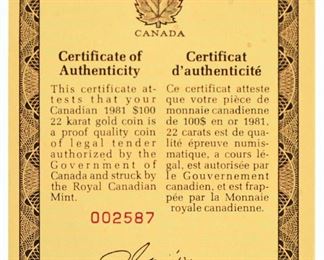 CANADA
Certificate of
Authenticity
This certificate at-
tests that your
Canadian 1981 $100
22 karat gold coin is
a proof quality coin
of legal tender
authorized by the
Government of
Canada and struck by
the Royal Canadian
Mint.
002587
Certificat
d'authenticité
Ce certificat atteste
que votre pièce de
monnaie canadienne
de 100$ en or 1981,
22 carats est de qua-
lité épreuve numis-
matique, a cours lé-
gal, est autorisée par
le Gouvernement
canadien, et est frap-
pée par la Monnaie
royale canadienne.